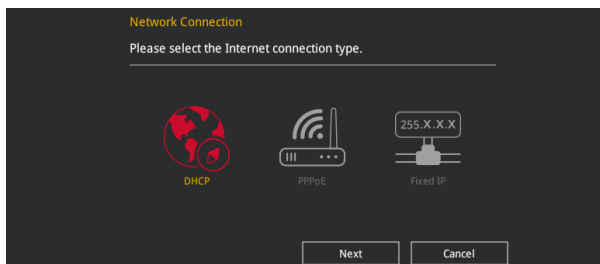 Network Connection
Please select the Internet connection type.
255.X.X.X
DHCP PPPoE Fixed IP
Next Cancel